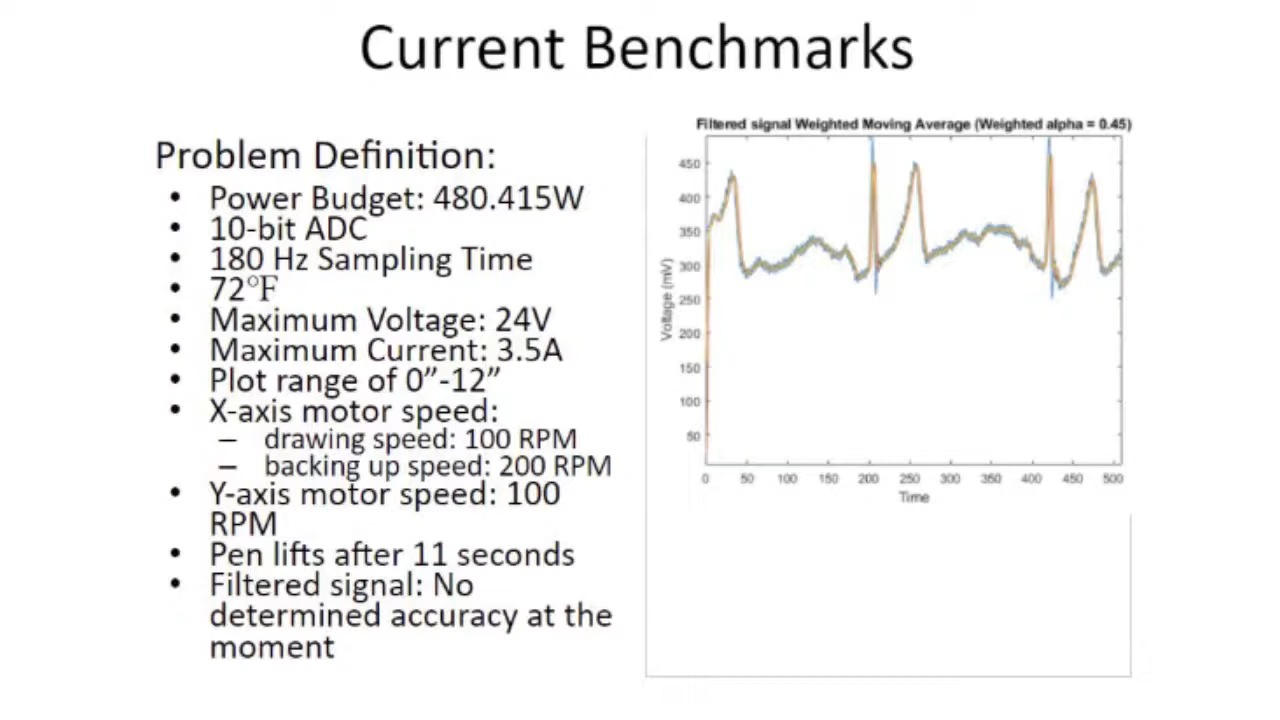 Current Benchmarks
Problem Definition:
• Power Budget: 480.415W
• 10-bit ADC
• 180 Hz Sampling Time
• 72°F
• Maximum Voltage: 24V
• Maximum Current: 3.5A
• Plot range of 0”-12”
• X-axis motor speed:
– drawing speed: 100 RPM
– backing up speed: 200 RPM
• Y-axis motor speed: 100
RPM
• Pen lifts after 11 seconds
• Filtered signal: No
determined accuracy at the
moment
Filtered signal Weighted Moving Average (Weighted alpha = 0.45)
Voltage (mV)
450
400
350
300
250
200
150
100
50
0 50 100 150 200 250 300 350 400 450 500
Time